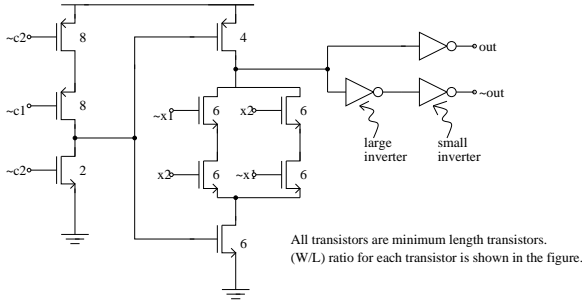 ~c2 8
4
out
~c1 8
~x1 6 x2 6
~out
large inverter
small inverter
~c2 2
x2 6 ~x1 6
6
All transistors are minimum length transistors.
(W/L) ratio for each transistor is shown in the figure.